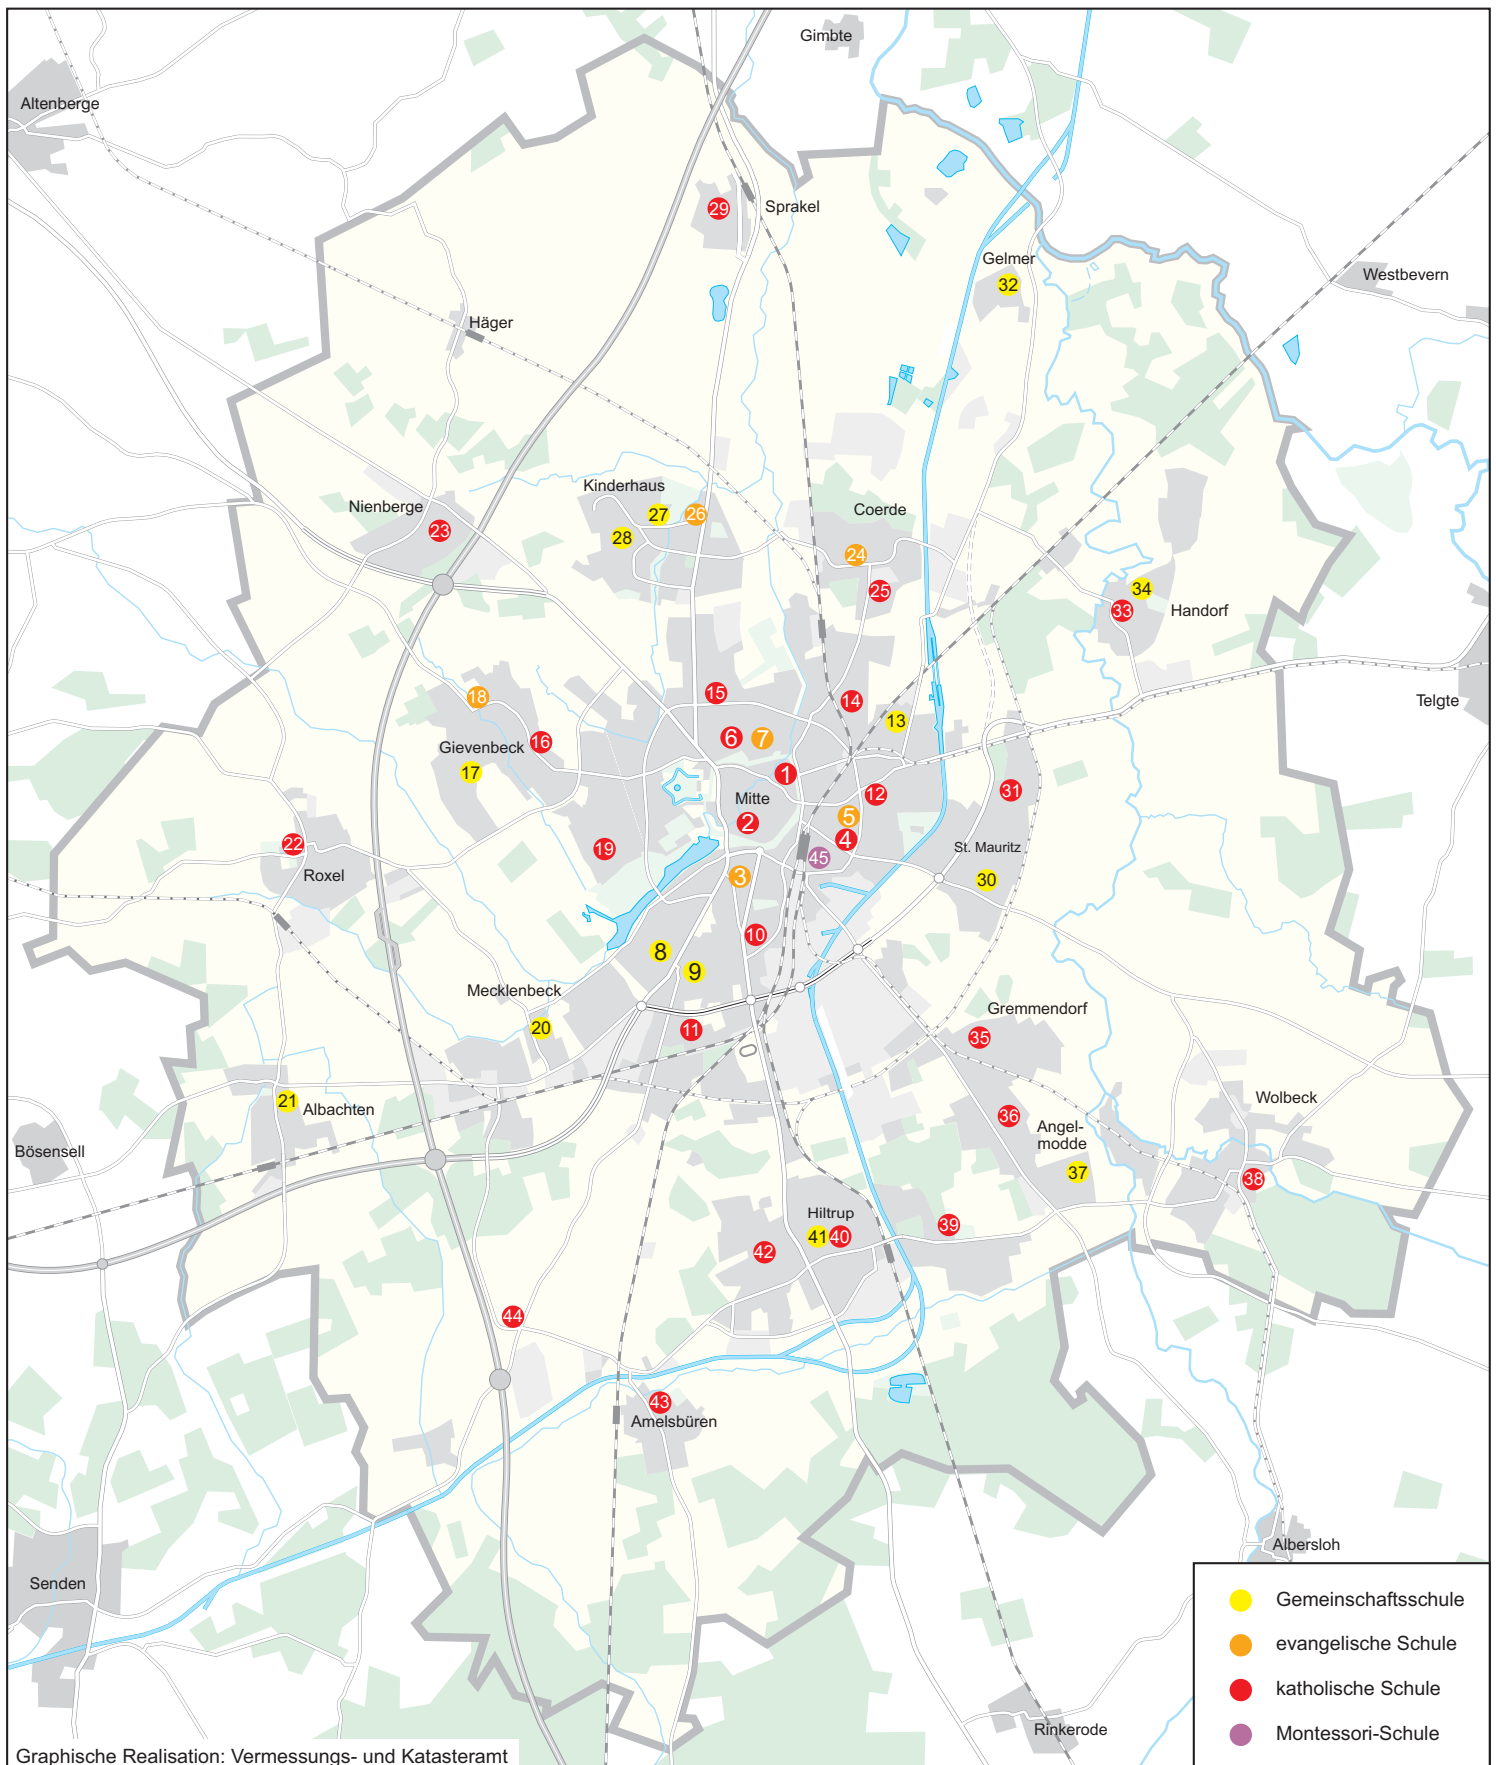 Gimbte
Altenberge
29
Sprakel
Gelmer
32
Westbevern
Häger
Kinderhaus
Nienberge
23
27
26
28
Coerde
24
25
34
33
Handorf
18
15
14
13
Telgte
6
7
16
Gievenbeck
17
1
Mitte
12
31
2
5
4
22
19
45
St. Mauritz
Roxel
3
30
10
8
9
Mecklenbeck
20
11
Gremmendorf
35
21
Albachten
Wolbeck
36
Angel-
modde
Bösensell
37
38
Hiltrup
41
40
39
42
44
43
Amelsbüren
Albersloh
Senden
Rinkerode
Gemeinschaftsschule
evangelische Schule
katholische Schule
Montessori-Schule
Graphische Realisation: Vermessungs- und Katasteramt